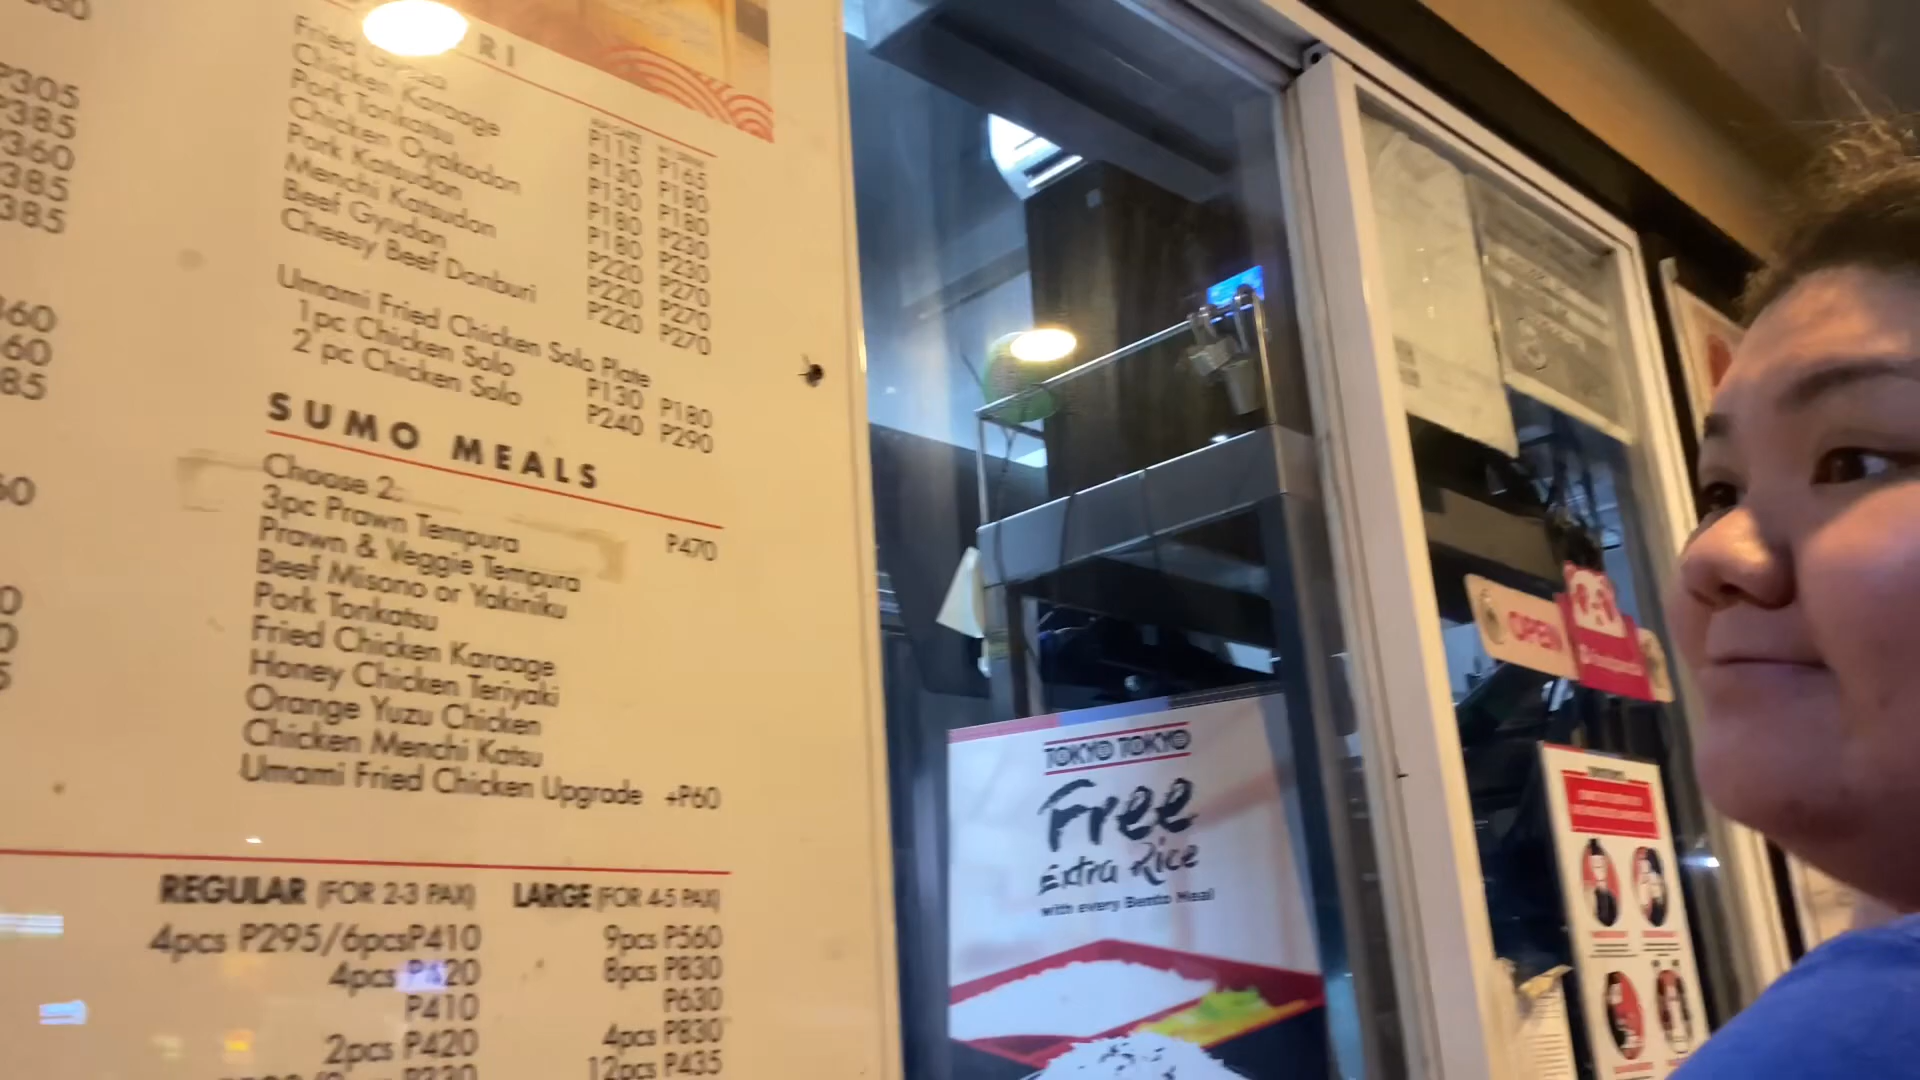 P305
P385
P360
385
385
RI
Fried Gyoza
Chicken Karaage
Pork Tonkatsu
Chicken Oyakodon
Pork Katsudon
Menchi Katsudon
Beef Gyudon
Cheesy Beef Donburi
P115 P165
P130 P180
P130 P180
P180 P230
P180 P230
P220 P270
P220 P270
P220 P270
Umami Fried Chicken Solo Plate
1pc Chicken Solo P130 P180
2 pc Chicken Solo P240 P290
SUMO MEALS
Choose 2: P470
3pc Prawn Tempura
Prawn & Veggie Tempura
Beef Misono or Yakiniku
Pork Tonkatsu
Fried Chicken Karaage
Honey Chicken Teriyaki
Orange Yuzu Chicken
Chicken Menchi Katsu
Umami Fried Chicken Upgrade +P60
REGULAR (FOR 2-3 PAX) LARGE (FOR 4-5 PAX)
4pcs P295/6pcsP410 9pcs P560
4pcs P420 8pcs P830
P410 P630
2pcs P420 4pcs P830
12pcs P435
TOKYO TOKYO
Free
Extra Rice
with every Bento Meal
OPEN